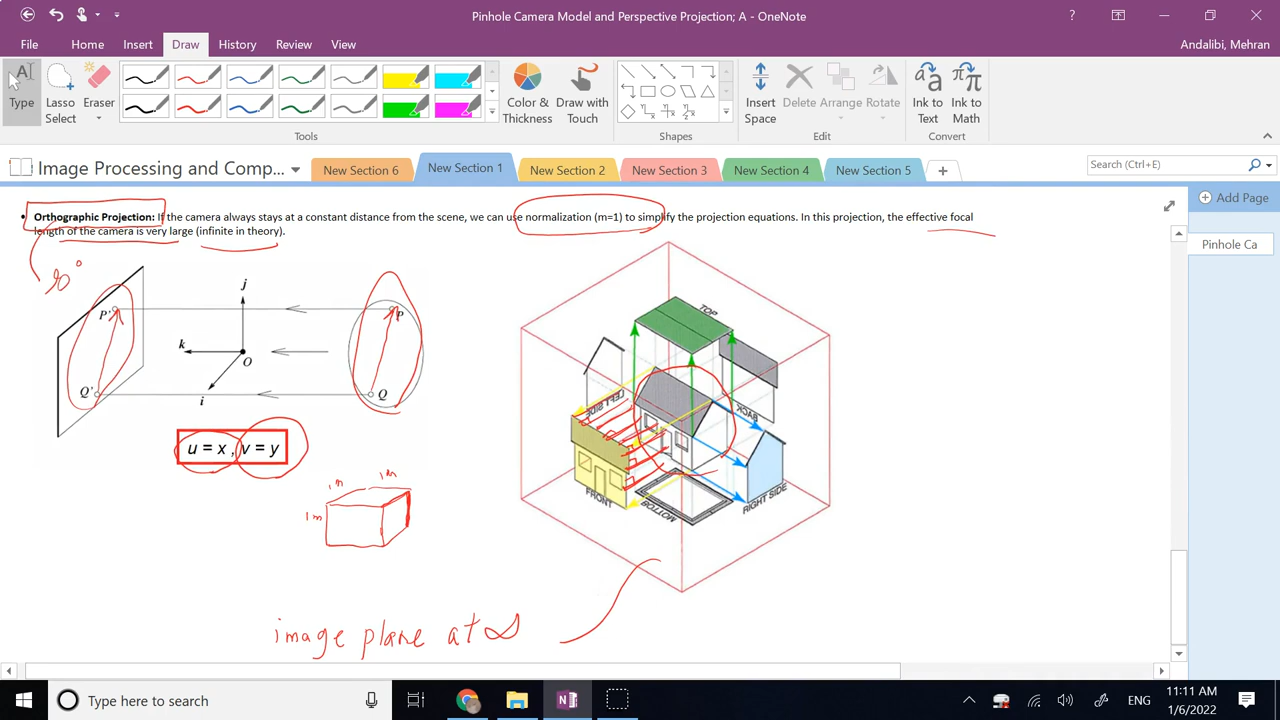 Pinhole Camera Model and Perspective Projection; A - OneNote
?
File Home Insert Draw History Review View
Andalibi, Mehran
Type
Lasso Select
Eraser
Color & Thickness
Draw with Touch
Insert Space
Delete
Arrange
Rotate
Ink to Text
Ink to Math
Tools
Shapes
Edit
Convert
Image Processing and Comp...
New Section 6
New Section 1
New Section 2
New Section 3
New Section 4
New Section 5
Search (Ctrl+E)
Add Page
Pinhole Ca
• Orthographic Projection: If the camera always stays at a constant distance from the scene, we can use normalization (m=1) to simplify the projection equations. In this projection, the effective focal
length of the camera is very large (infinite in theory).
90°
P' j P
k O
i
Q' Q
u = x , v = y
1m 1m
1m
TOP
LEFT SIDE
BACK
FRONT
BOTTOM
RIGHT SIDE
image plane at ∞
Type here to search
ENG
11:11 AM
1/6/2022